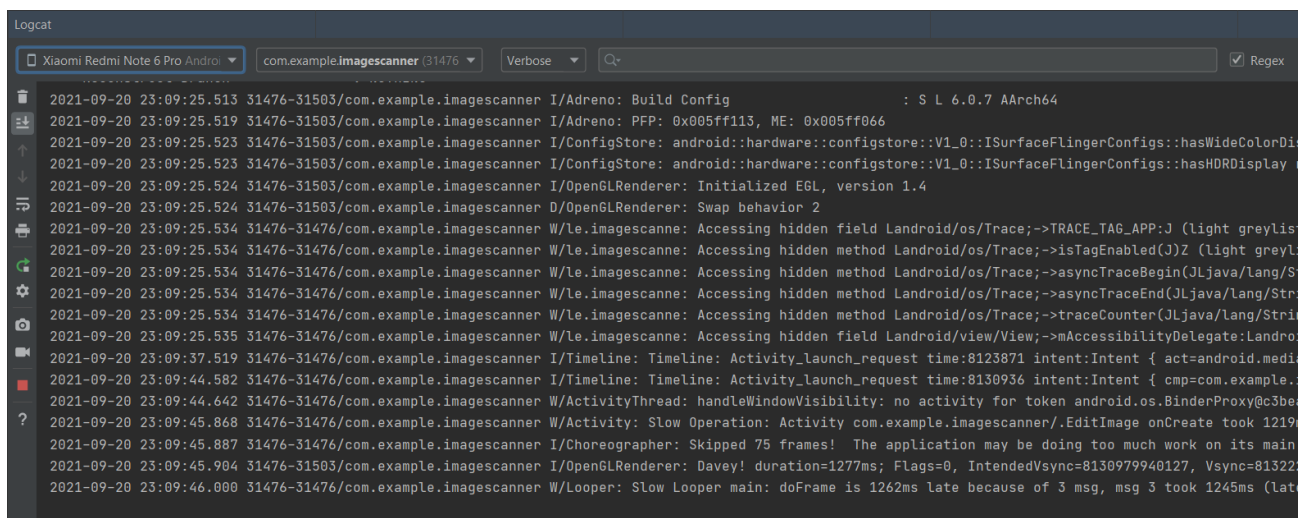 Logcat
Xiaomi Redmi Note 6 Pro Androi com.example.imagescanner (31476 Verbose Regex
2021-09-20 23:09:25.513 31476-31503/com.example.imagescanner I/Adreno: Build Config : S L 6.0.7 AArch64
2021-09-20 23:09:25.519 31476-31503/com.example.imagescanner I/Adreno: PFP: 0x005ff113, ME: 0x005ff066
2021-09-20 23:09:25.523 31476-31503/com.example.imagescanner I/ConfigStore: android::hardware::configstore::V1_0::ISurfaceFlingerConfigs::hasWideColorDis
2021-09-20 23:09:25.523 31476-31503/com.example.imagescanner I/ConfigStore: android::hardware::configstore::V1_0::ISurfaceFlingerConfigs::hasHDRDisplay
2021-09-20 23:09:25.524 31476-31503/com.example.imagescanner I/OpenGLRenderer: Initialized EGL, version 1.4
2021-09-20 23:09:25.524 31476-31503/com.example.imagescanner D/OpenGLRenderer: Swap behavior 2
2021-09-20 23:09:25.534 31476-31476/com.example.imagescanner W/le.imagescanne: Accessing hidden field Landroid/os/Trace;->TRACE_TAG_APP:J (light greylist
2021-09-20 23:09:25.534 31476-31476/com.example.imagescanner W/le.imagescanne: Accessing hidden method Landroid/os/Trace;->isTagEnabled(J)Z (light greyli
2021-09-20 23:09:25.534 31476-31476/com.example.imagescanner W/le.imagescanne: Accessing hidden method Landroid/os/Trace;->asyncTraceBegin(JLjava/lang/St
2021-09-20 23:09:25.534 31476-31476/com.example.imagescanner W/le.imagescanne: Accessing hidden method Landroid/os/Trace;->asyncTraceEnd(JLjava/lang/Stri
2021-09-20 23:09:25.534 31476-31476/com.example.imagescanner W/le.imagescanne: Accessing hidden method Landroid/os/Trace;->traceCounter(JLjava/lang/Strin
2021-09-20 23:09:25.535 31476-31476/com.example.imagescanner W/le.imagescanne: Accessing hidden field Landroid/view/View;->mAccessibilityDelegate:Landroi
2021-09-20 23:09:37.519 31476-31476/com.example.imagescanner I/Timeline: Timeline: Activity_launch_request time:8123871 intent:Intent { act=android.media
2021-09-20 23:09:44.582 31476-31476/com.example.imagescanner I/Timeline: Timeline: Activity_launch_request time:8130936 intent:Intent { cmp=com.example.i
2021-09-20 23:09:44.642 31476-31476/com.example.imagescanner W/ActivityThread: handleWindowVisibility: no activity for token android.os.BinderProxy@c3bea
2021-09-20 23:09:45.868 31476-31476/com.example.imagescanner W/Activity: Slow Operation: Activity com.example.imagescanner/.EditImage onCreate took 1219m
2021-09-20 23:09:45.887 31476-31476/com.example.imagescanner I/Choreographer: Skipped 75 frames!  The application may be doing too much work on its main
2021-09-20 23:09:45.904 31476-31503/com.example.imagescanner I/OpenGLRenderer: Davey! duration=1277ms; Flags=0, IntendedVsync=8130979940127, Vsync=813222
2021-09-20 23:09:46.000 31476-31476/com.example.imagescanner W/Looper: Slow Looper main: doFrame is 1262ms late because of 3 msg, msg 3 took 1245ms (late